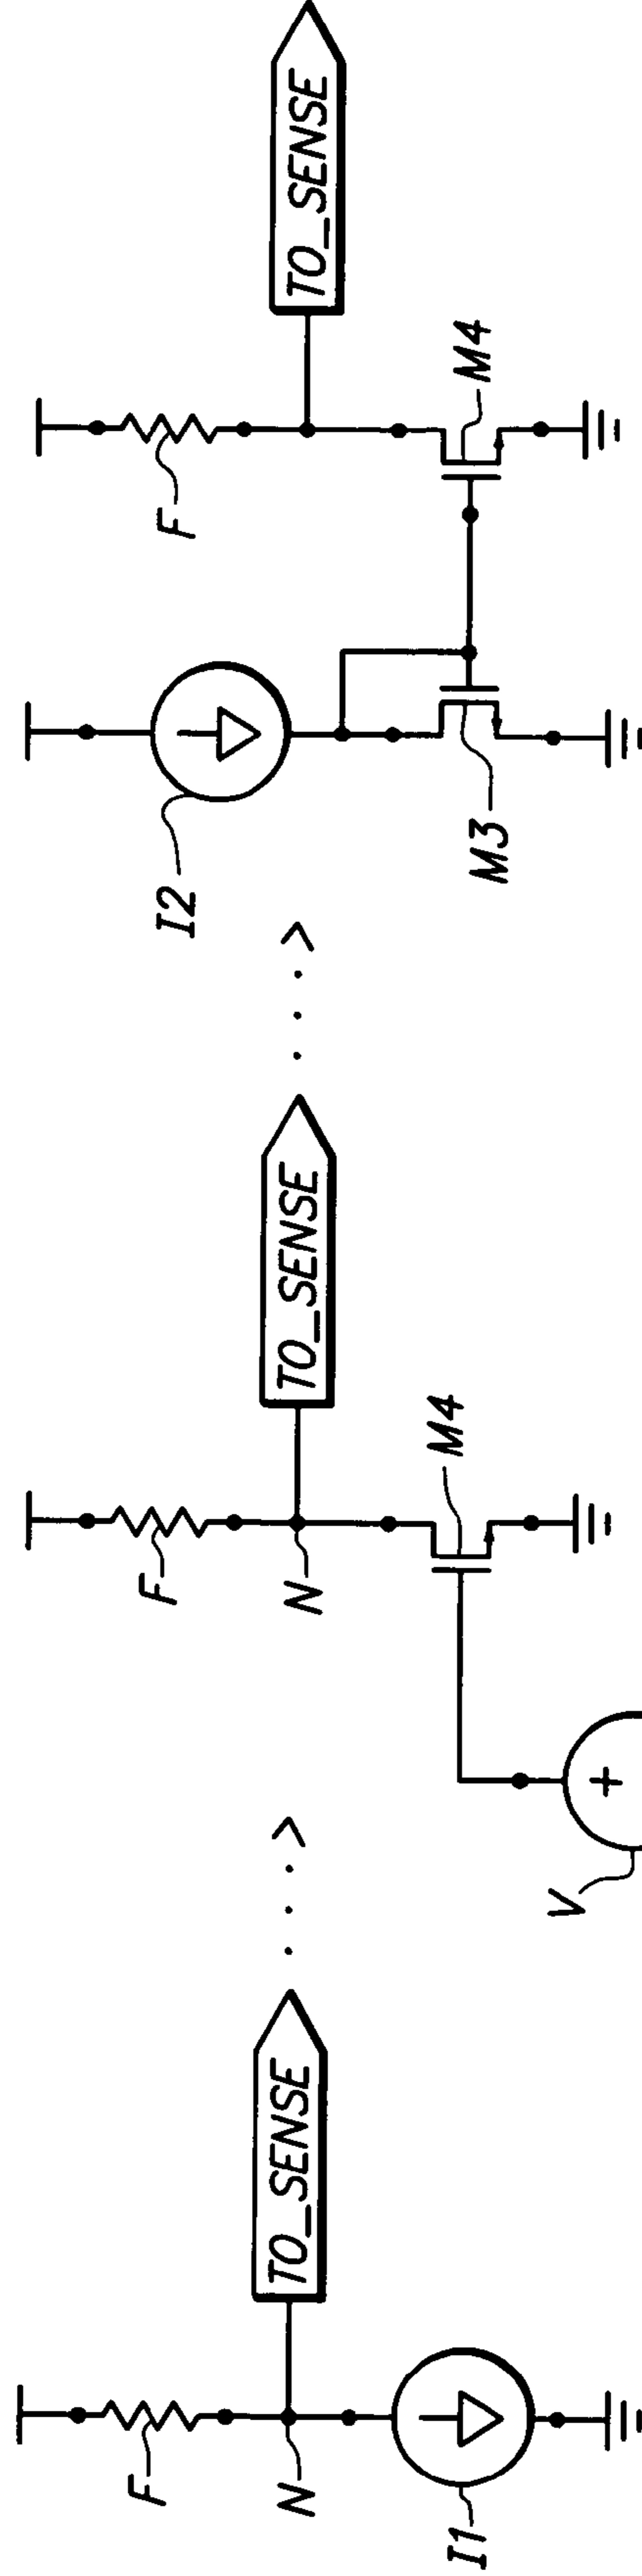 F
N
I1
TO_SENSE
F
N
V
+
M4
TO_SENSE
I2
M3
F
M4
TO_SENSE